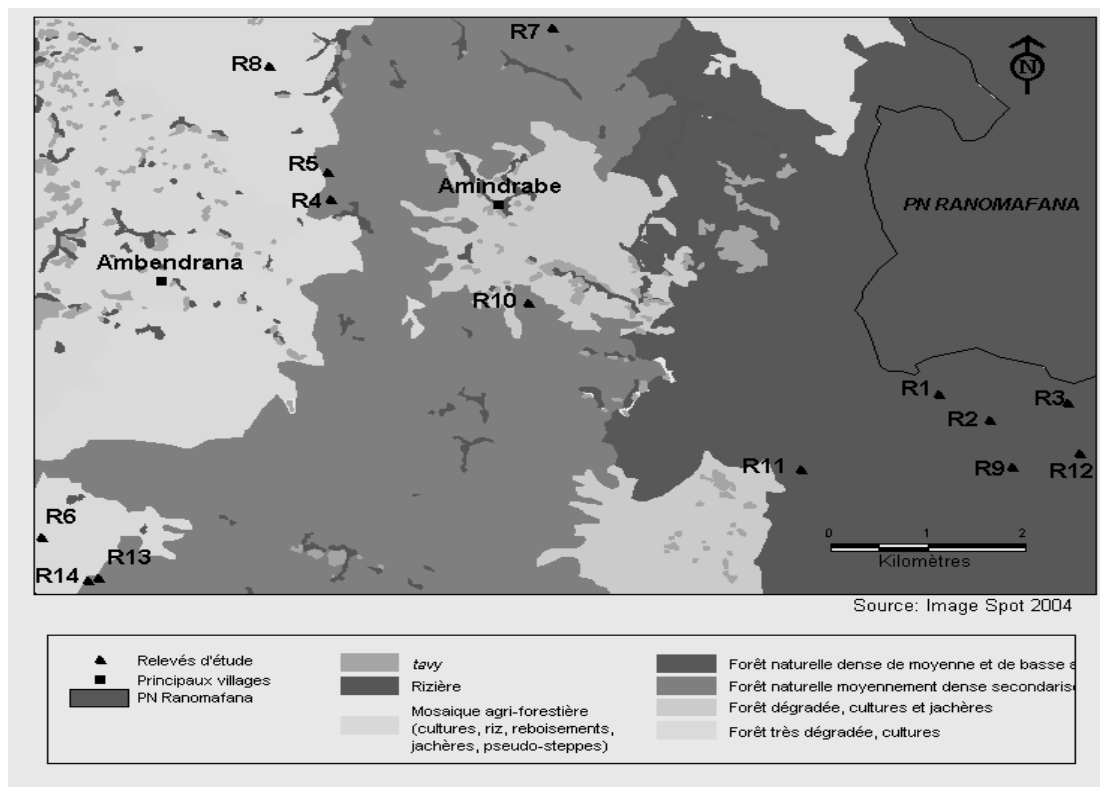 R7
R8
N
R5
Amindrabe
R4
PN RANOMAFANA
Ambendrana
R10
R1
R3
R2
R11
R9
R12
R6
0 1 2
Kilomètres
R13
R14
Source: Image Spot 2004
Relevés d'étude
Principaux villages
PN Ranomafana
tavy
Rizière
Mosaique agri-forestière
(cultures, riz, reboisements,
jachères, pseudo-steppes)
Forêt naturelle dense de moyenne et de basse a
Forêt naturelle moyennement dense secondaris
Forêt dégradée, cultures et jachères
Forêt très dégradée, cultures